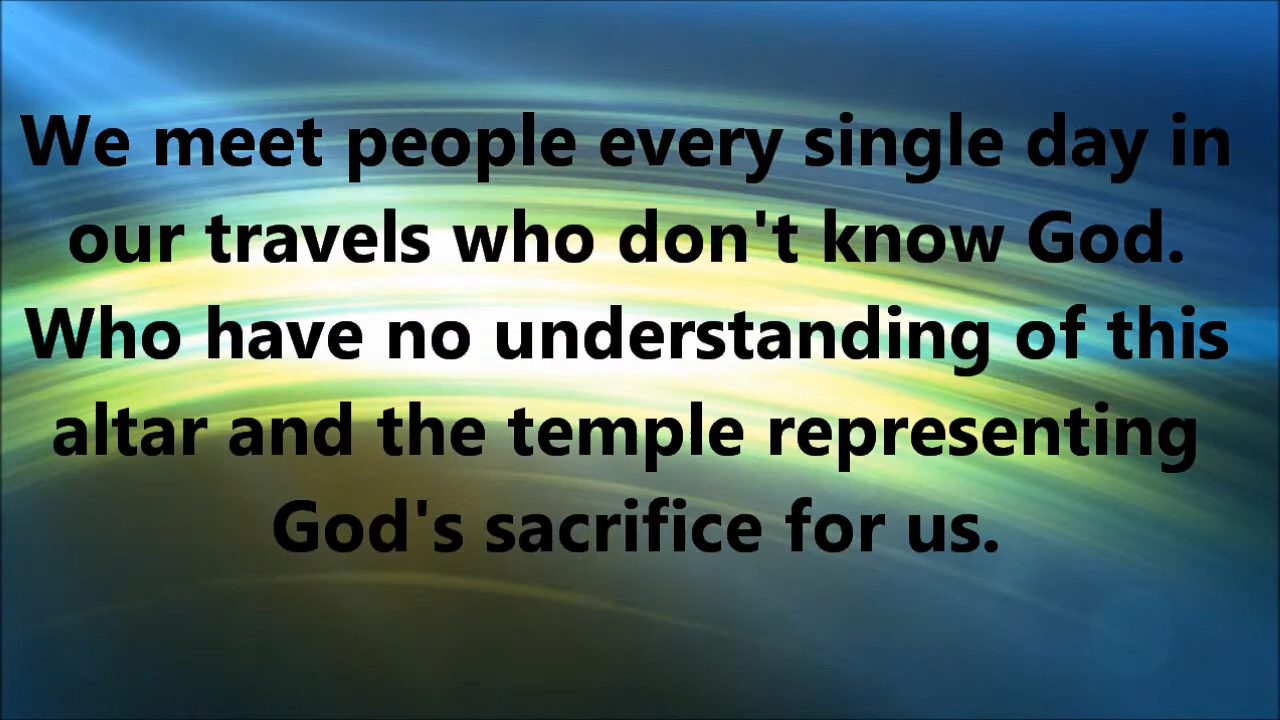 We meet people every single day in
our travels who don't know God.
Who have no understanding of this
altar and the temple representing
God's sacrifice for us.